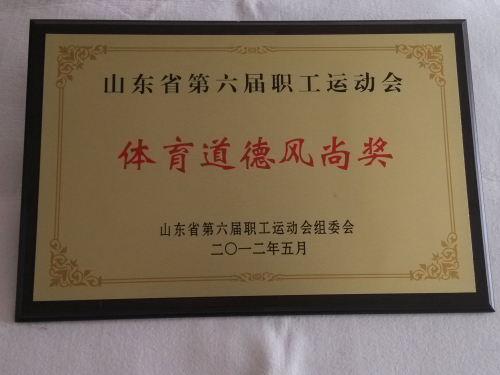 山东省第六届职工运动会
体育道德风尚奖
山东省第六届职工运动会组委会
二〇一二年五月